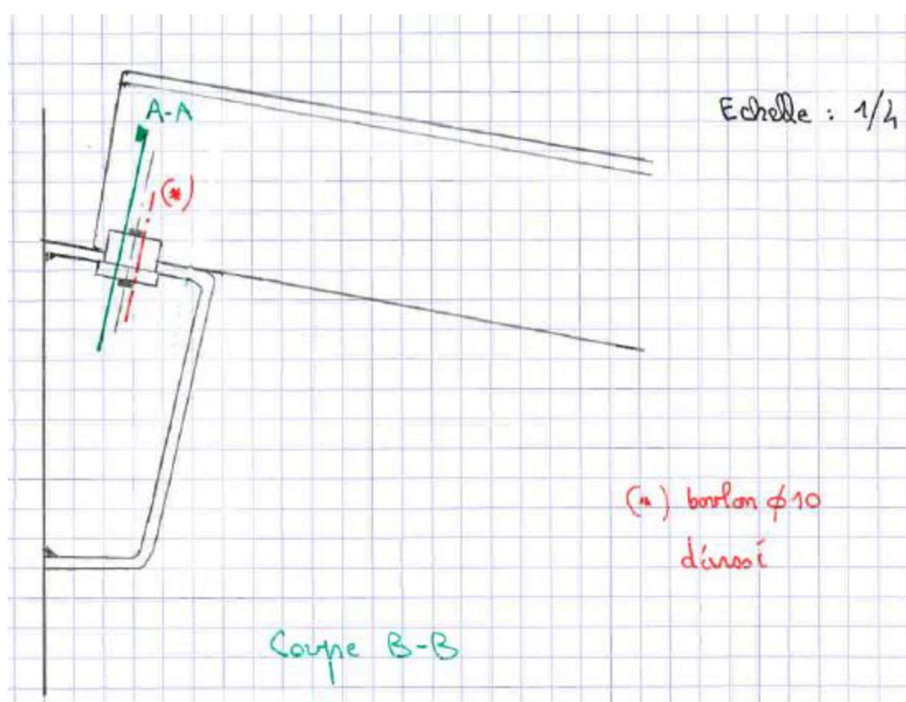 Echelle : 1/4
A-A
(*)
(*) boulon φ10
Coupe B-B